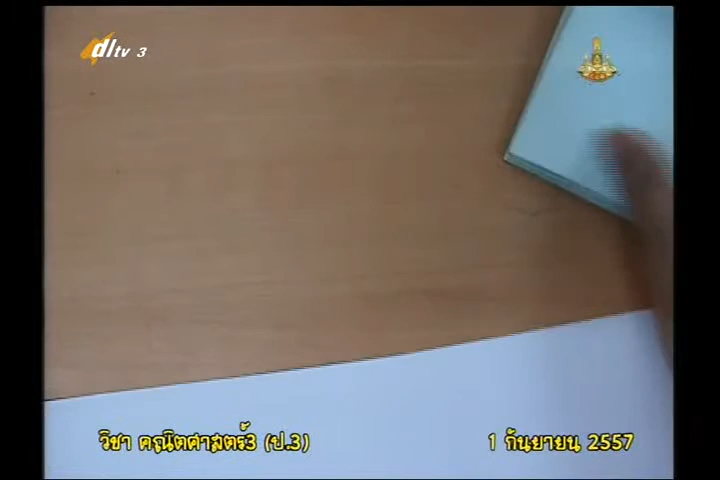 dltv 3
วิชา คณิตศาสตร์3 (ป.3)
1 กันยายน 2557